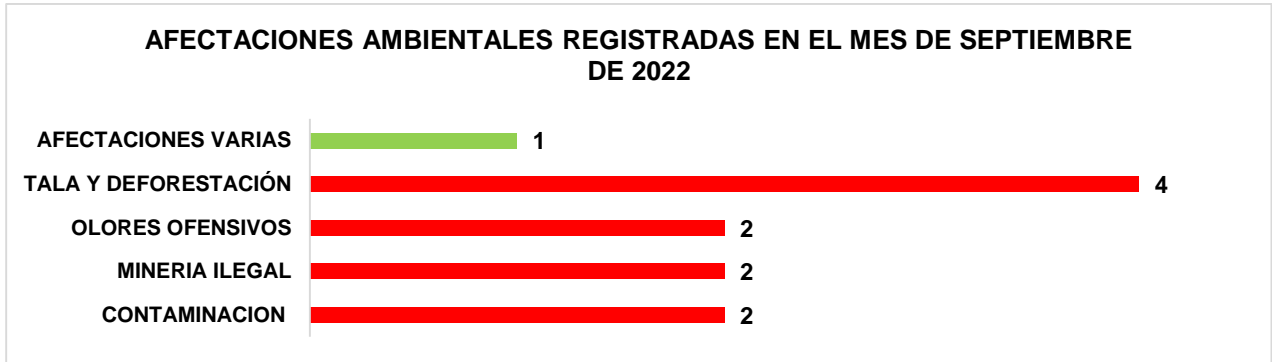 AFECTACIONES AMBIENTALES REGISTRADAS EN EL MES DE SEPTIEMBRE
DE 2022
AFECTACIONES VARIAS 1
TALA Y DEFORESTACIÓN 4
OLORES OFENSIVOS 2
MINERIA ILEGAL 2
CONTAMINACION 2